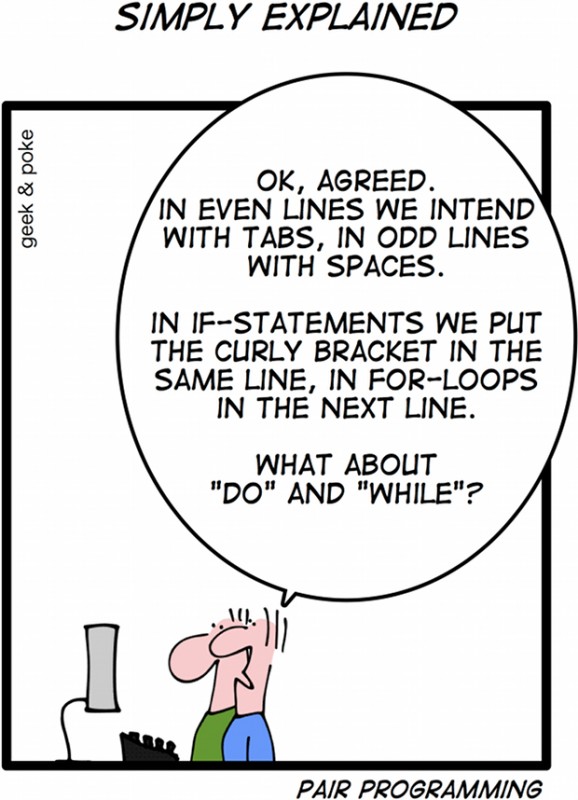 SIMPLY EXPLAINED
geek & poke
OK, AGREED.
IN EVEN LINES WE INTEND
WITH TABS, IN ODD LINES
WITH SPACES.
IN IF-STATEMENTS WE PUT
THE CURLY BRACKET IN THE
SAME LINE, IN FOR-LOOPS
IN THE NEXT LINE.
WHAT ABOUT
"DO" AND "WHILE"?
PAIR PROGRAMMING